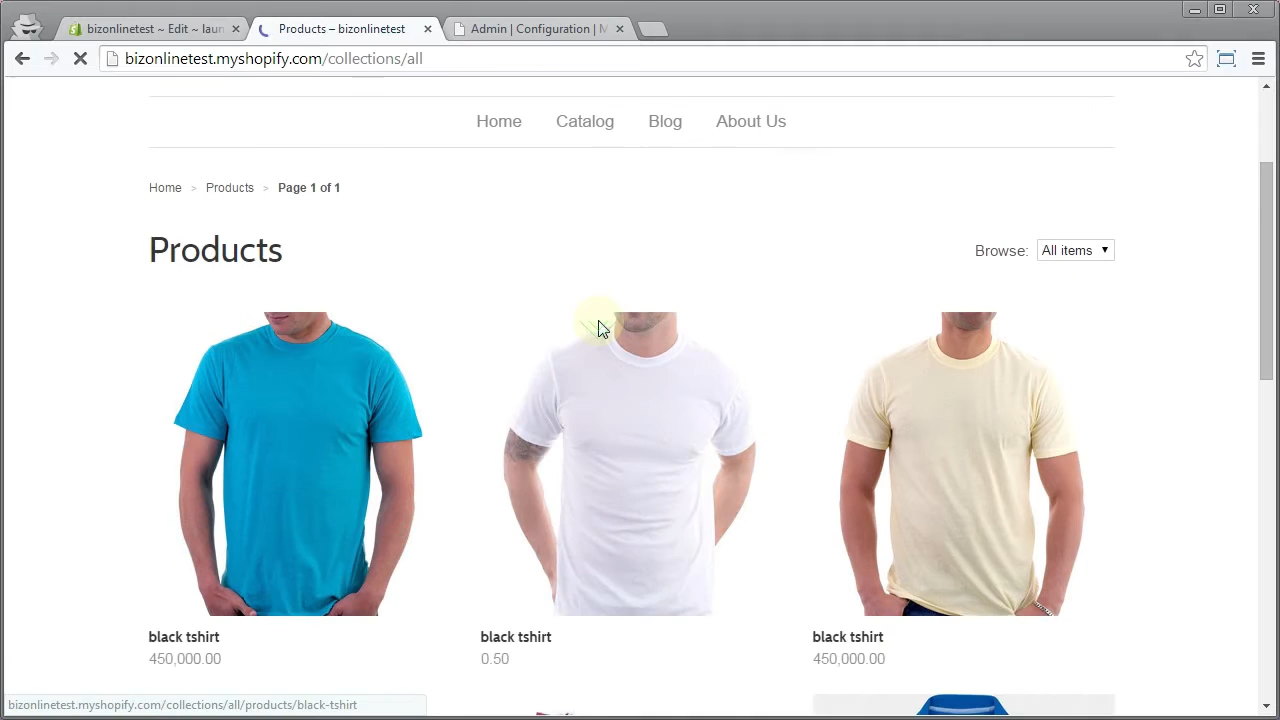 bizonlinetest ~ Edit ~ laun
Products – bizonlinetest
Admin | Configuration | M
bizonlinetest.myshopify.com/collections/all
Home Catalog Blog About Us
Home > Products > Page 1 of 1
Products
Browse: All items
black tshirt
450,000.00
black tshirt
0.50
black tshirt
450,000.00
bizonlinetest.myshopify.com/collections/all/products/black-tshirt